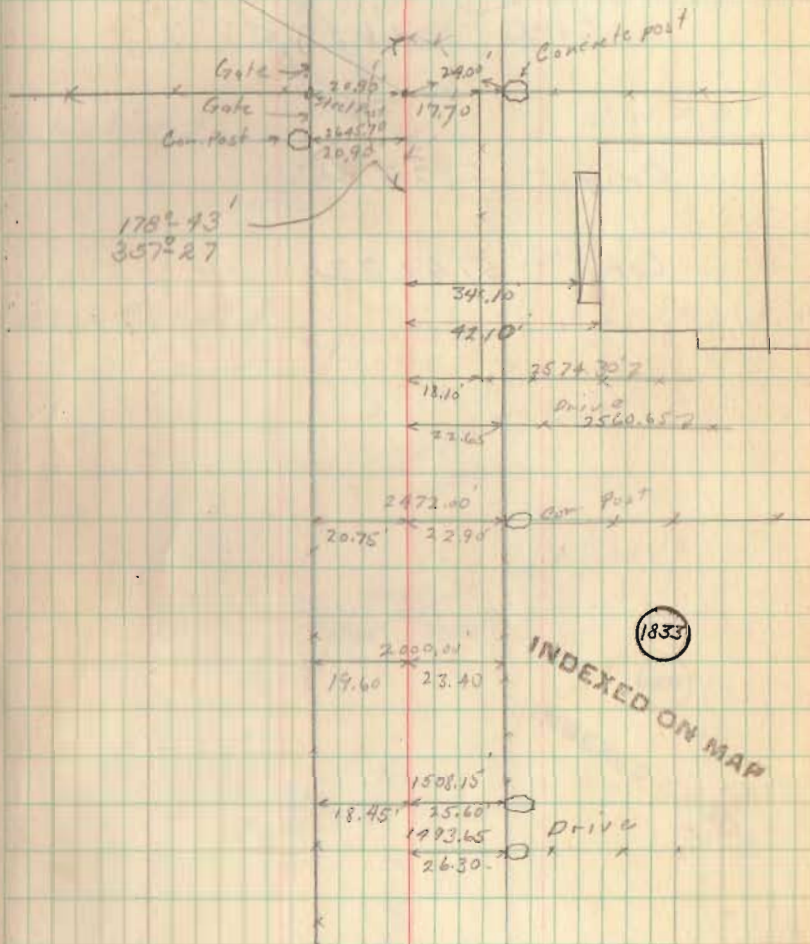 Concrete post
Gate
20.90' 24.00'
Gate Steel Post 17.70
Con. Post 2645.70
20.90
178°-43'
357°-27
34.10'
42.10'
18.10' 2574.30'
Drive
22.65 2560.65
2472.00'
20.75' 22.90' Cor. Post
1833
2000.00'
19.60 23.40
INDEXED ON MAP
1508.15'
18.45' 25.60'
1493.65 Drive
26.30